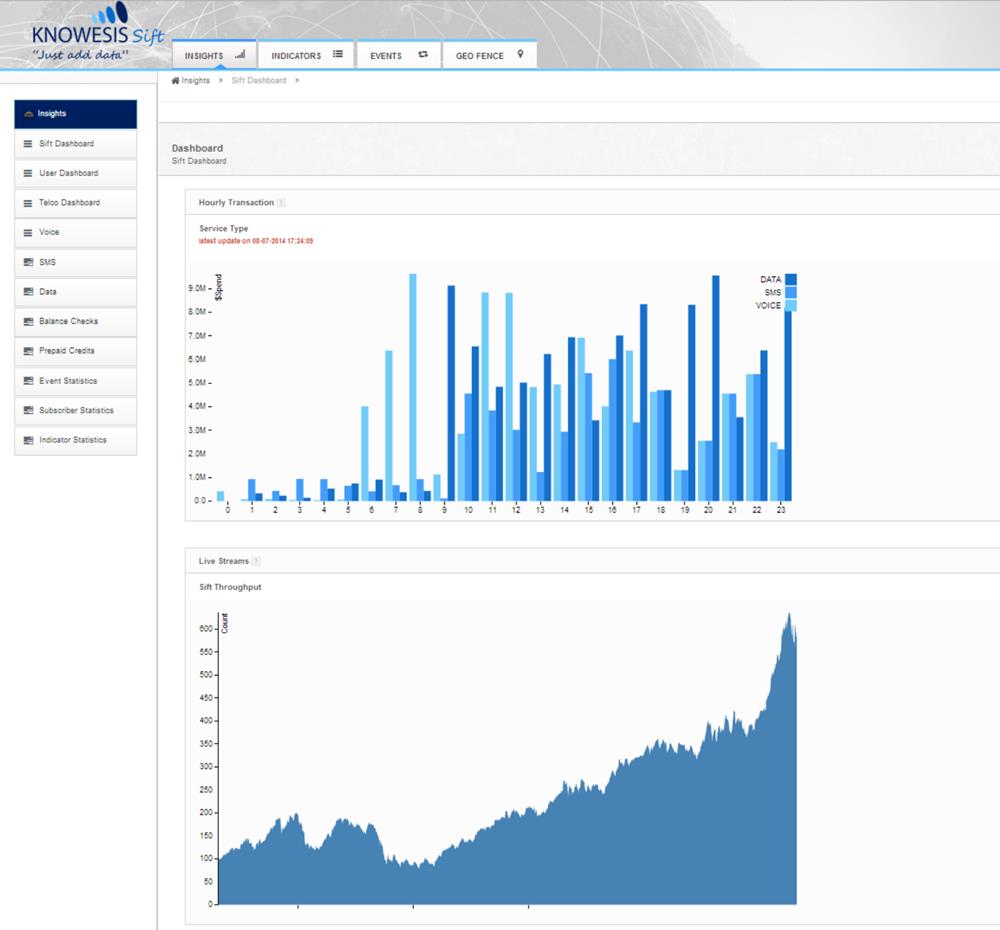 KNOWESIS Sift
"Just add data"
INSIGHTS
INDICATORS
EVENTS
GEO FENCE
Insights > Sift Dashboard >
Insights
Sift Dashboard
User Dashboard
Telco Dashboard
Voice
SMS
Data
Balance Checks
Prepaid Credits
Event Statistics
Subscriber Statistics
Indicator Statistics
Dashboard
Sift Dashboard
Hourly Transaction ?
Service Type
latest update on 08-07-2014 17:24:09
$Spend
9.0M
8.0M
7.0M
6.0M
5.0M
4.0M
3.0M
2.0M
1.0M
0.0
DATA
SMS
VOICE
0 1 2 3 4 5 6 7 8 9 10 11 12 13 14 15 16 17 18 19 20 21 22 23
Live Streams ?
Sift Throughput
Count
600
550
500
450
400
350
300
250
200
150
100
50
0